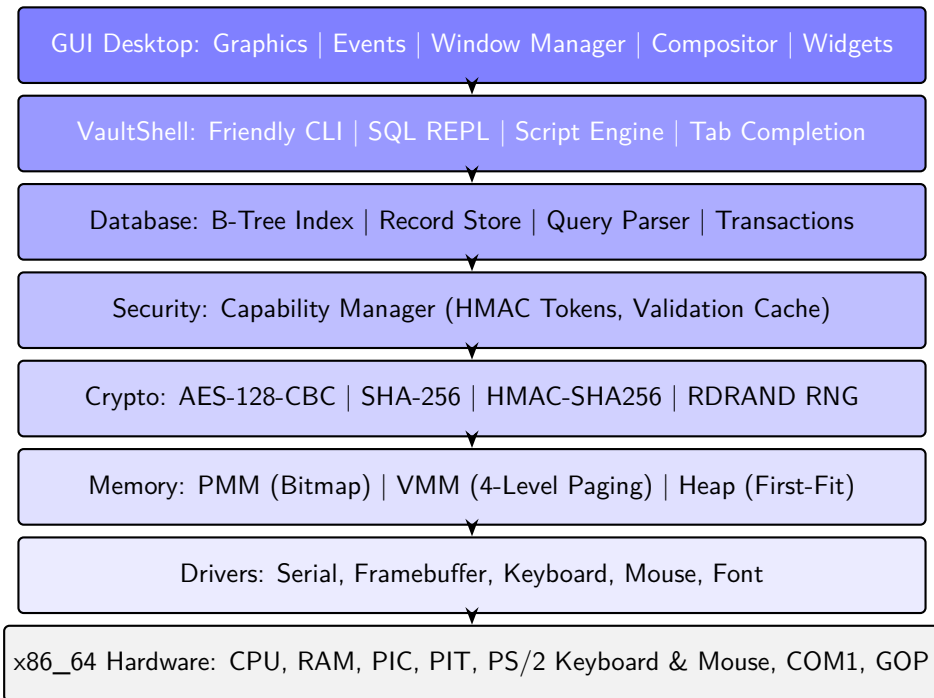 GUI Desktop: Graphics | Events | Window Manager | Compositor | Widgets
VaultShell: Friendly CLI | SQL REPL | Script Engine | Tab Completion
Database: B-Tree Index | Record Store | Query Parser | Transactions
Security: Capability Manager (HMAC Tokens, Validation Cache)
Crypto: AES-128-CBC | SHA-256 | HMAC-SHA256 | RDRAND RNG
Memory: PMM (Bitmap) | VMM (4-Level Paging) | Heap (First-Fit)
Drivers: Serial, Framebuffer, Keyboard, Mouse, Font
x86_64 Hardware: CPU, RAM, PIC, PIT, PS/2 Keyboard & Mouse, COM1, GOP